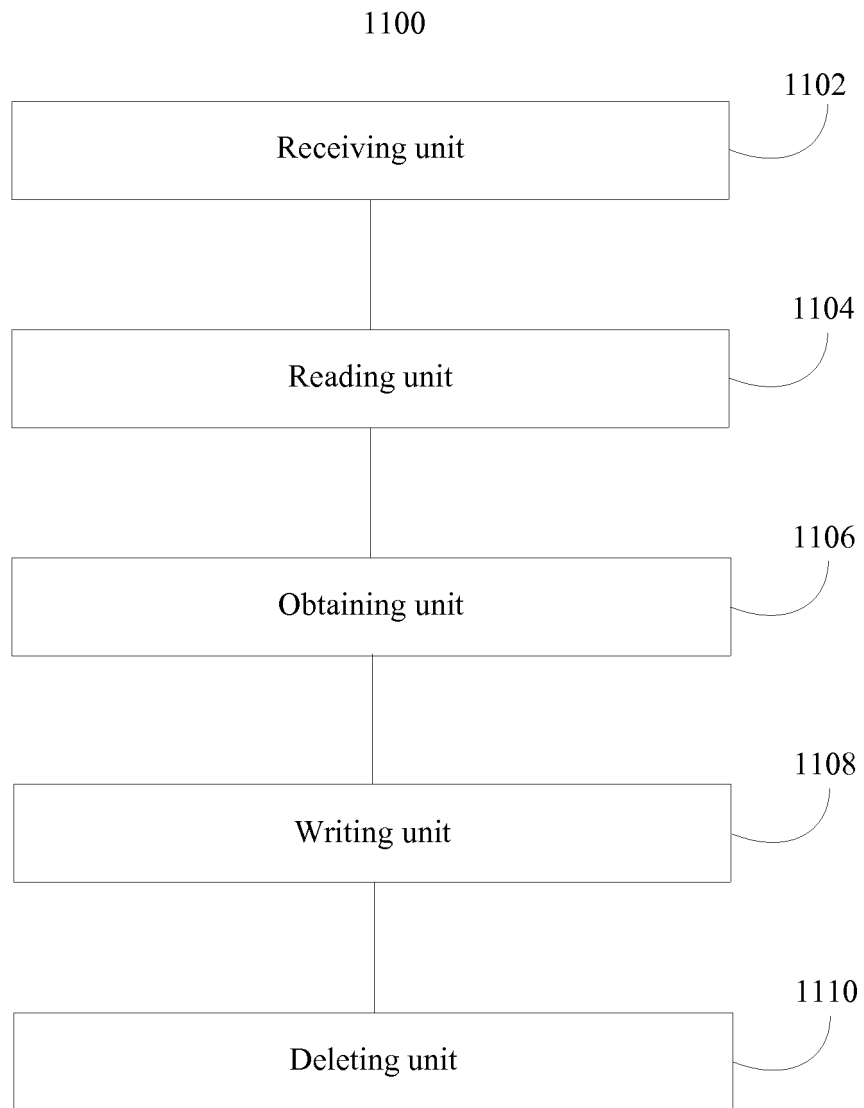 1100
1102
Receiving unit
1104
Reading unit
1106
Obtaining unit
1108
Writing unit
1110
Deleting unit